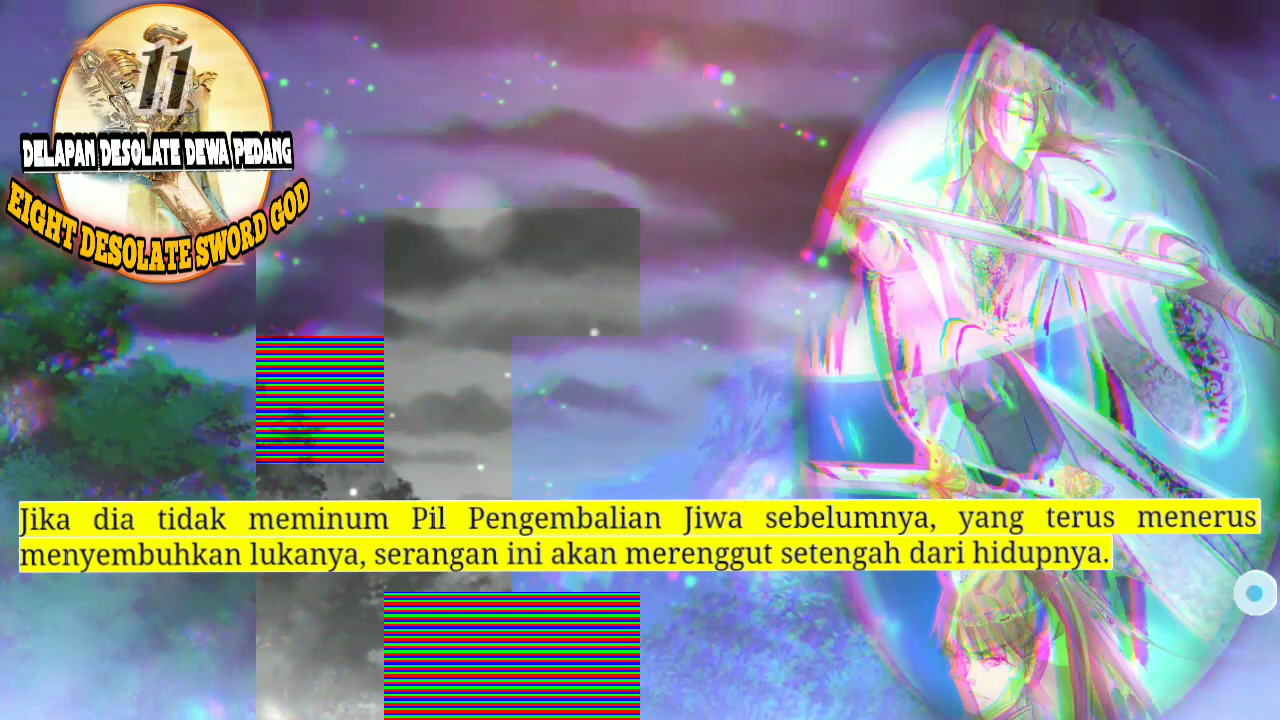 11
DELAPAN DESOLATE DEWA PEDANG
EIGHT DESOLATE SWORD GOD
Jika dia tidak meminum Pil Pengembalian Jiwa sebelumnya, yang terus menerus
menyembuhkan lukanya, serangan ini akan merenggut setengah dari hidupnya.